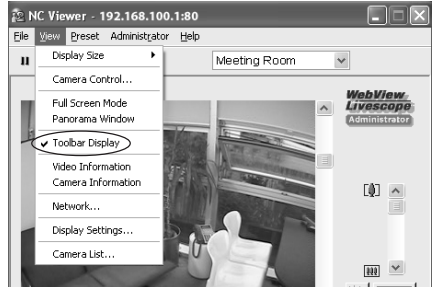 NC Viewer - 192.168.100.1:80
File View Preset Administrator Help
Display Size
Meeting Room
Camera Control...
Full Screen Mode
Panorama Window
Toolbar Display
Video Information
Camera Information
Network...
Display Settings...
Camera List...
WebView
Livescope
Administrator